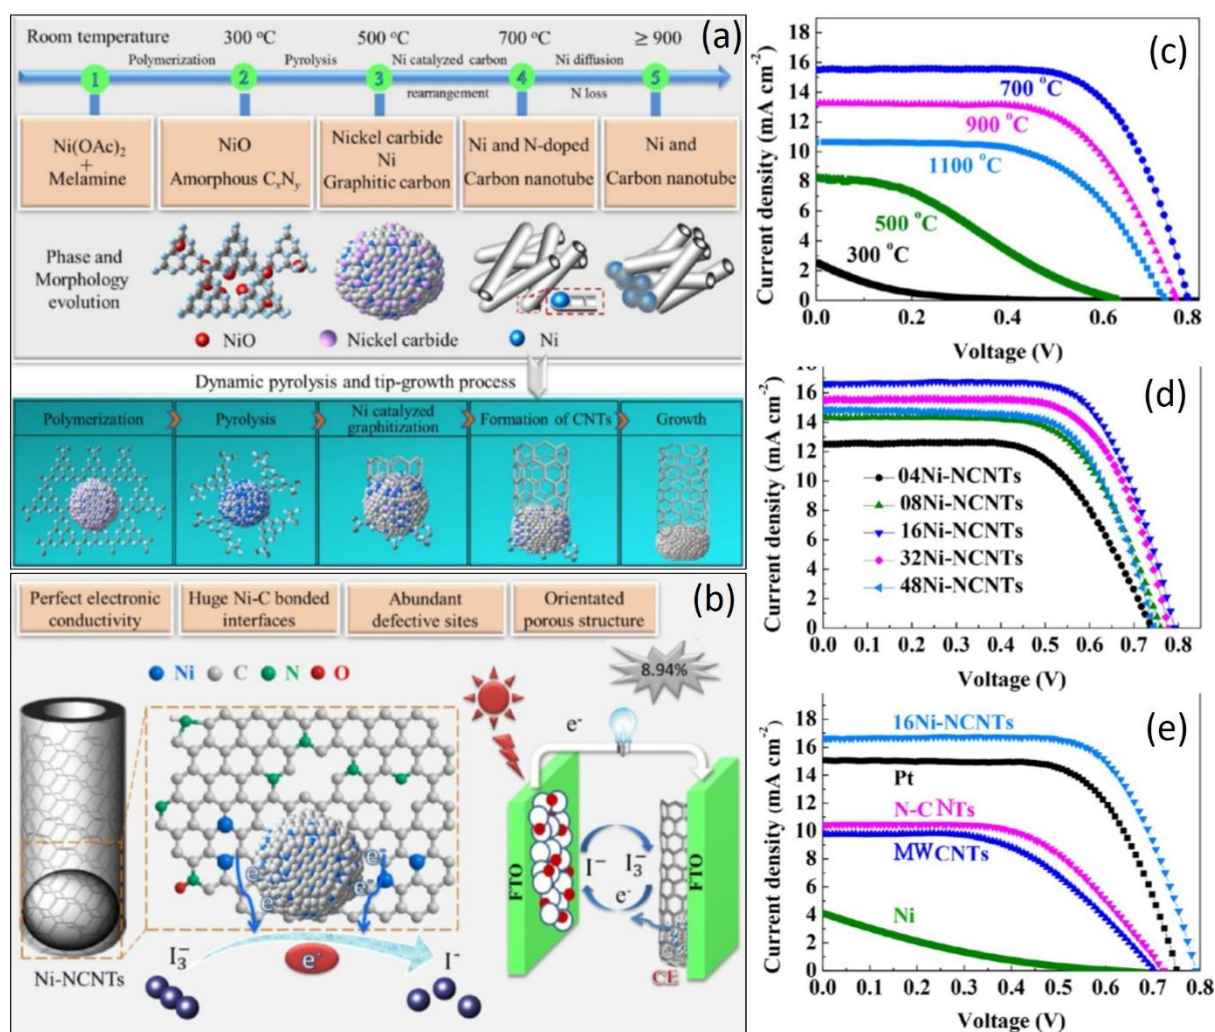 Room temperature 300 °C 500 °C 700 °C ≥ 900 (a)
Polymerization Pyrolysis Ni catalyzed carbon Ni diffusion
1 2 3 4 5
rearrangement N loss
Ni(OAc)₂
+
Melamine
NiO
Amorphous CₓNᵧ
Nickel carbide
Ni
Graphitic carbon
Ni and N-doped
Carbon nanotube
Ni and
Carbon nanotube
Phase and
Morphology
evolution
NiO Nickel carbide Ni
Dynamic pyrolysis and tip-growth process
Polymerization
Pyrolysis
Ni catalyzed
graphitization
Formation of CNTs
Growth
(b)
Perfect electronic
conductivity
Huge Ni-C bonded
interfaces
Abundant
defective sites
Orientated
porous structure
Ni C N O
8.94%
e⁻
e⁻
e⁻
e
e⁻
I₃⁻
e⁻
I⁻
Ni-NCNTs
FTO
I⁻
I₃⁻
e⁻
FTO
CE
(c)
Current density (mA cm⁻²)
18
16
14
12
10
8
6
4
2
0
700 °C
900 °C
1100 °C
500 °C
300 °C
0.0 0.2 0.4 0.6 0.8
Voltage (V)
(d)
Current density (mA cm⁻²)
16
14
12
10
8
6
4
2
0
04Ni-NCNTs
08Ni-NCNTs
16Ni-NCNTs
32Ni-NCNTs
48Ni-NCNTs
0.0 0.1 0.2 0.3 0.4 0.5 0.6 0.7 0.8
Voltage (V)
(e)
Current density (mA cm⁻²)
18
16
14
12
10
8
6
4
2
0
16Ni-NCNTs
Pt
N-CNTs
MWCNTs
Ni
0.0 0.1 0.2 0.3 0.4 0.5 0.6 0.7 0.8
Voltage (V)